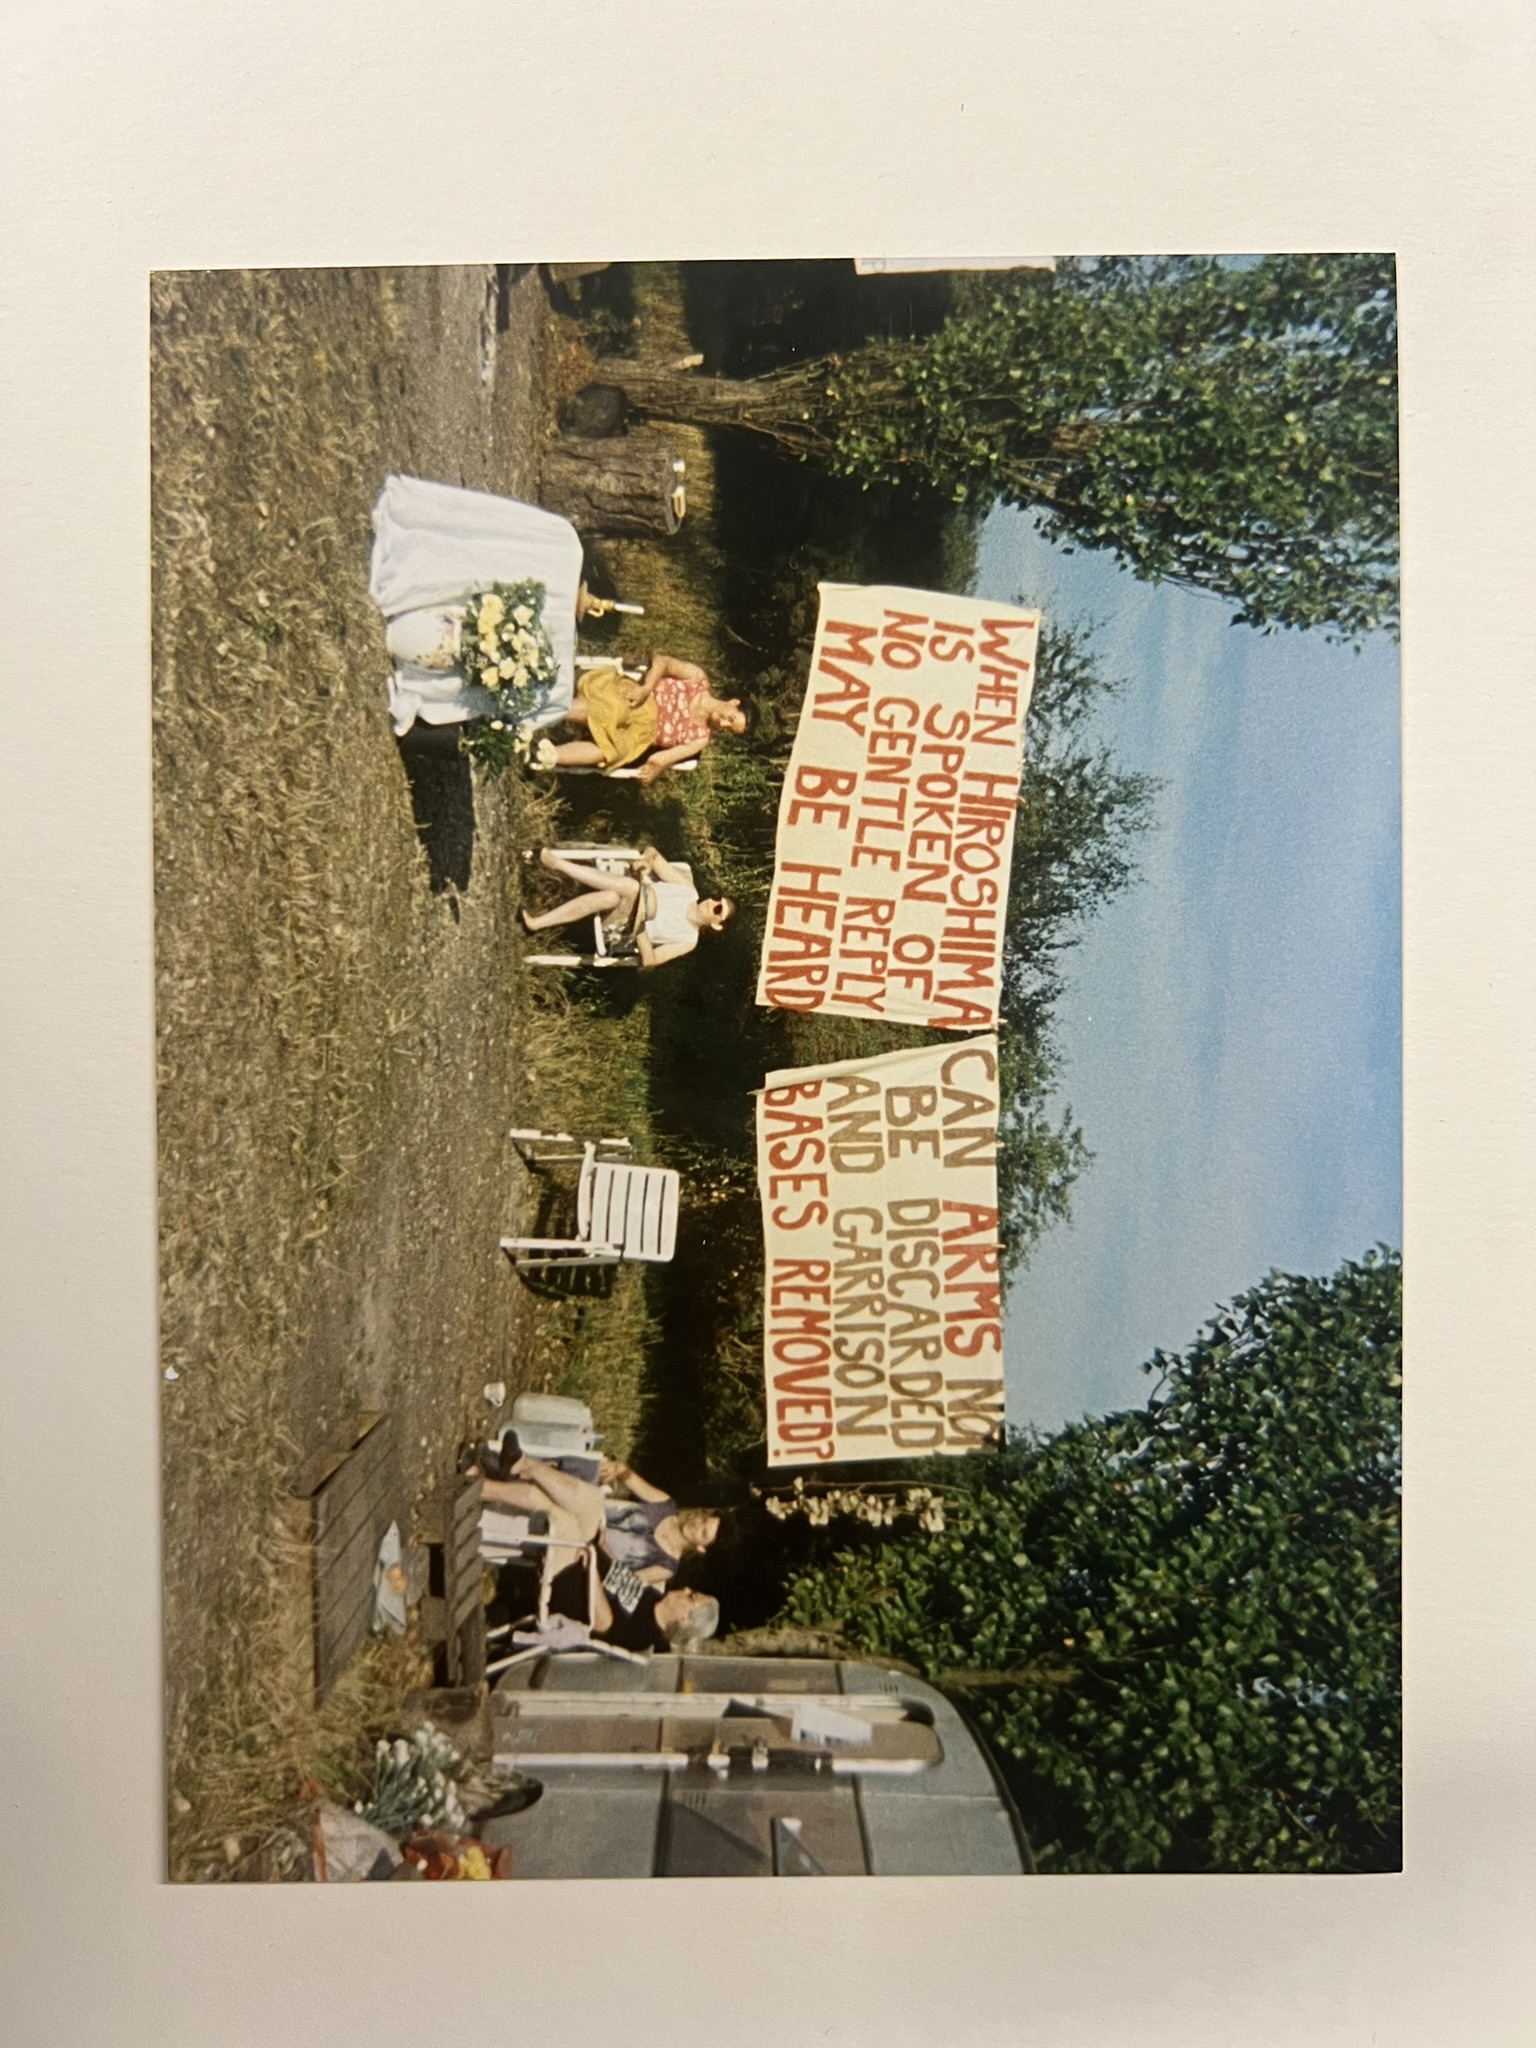 WHEN HIROSHIMA
IS SPOKEN OF
NO GENTLE REPLY
MAY BE HEARD
CAN ARMS NOT
BE DISCARDED
AND GARRISON
BASES REMOVED?